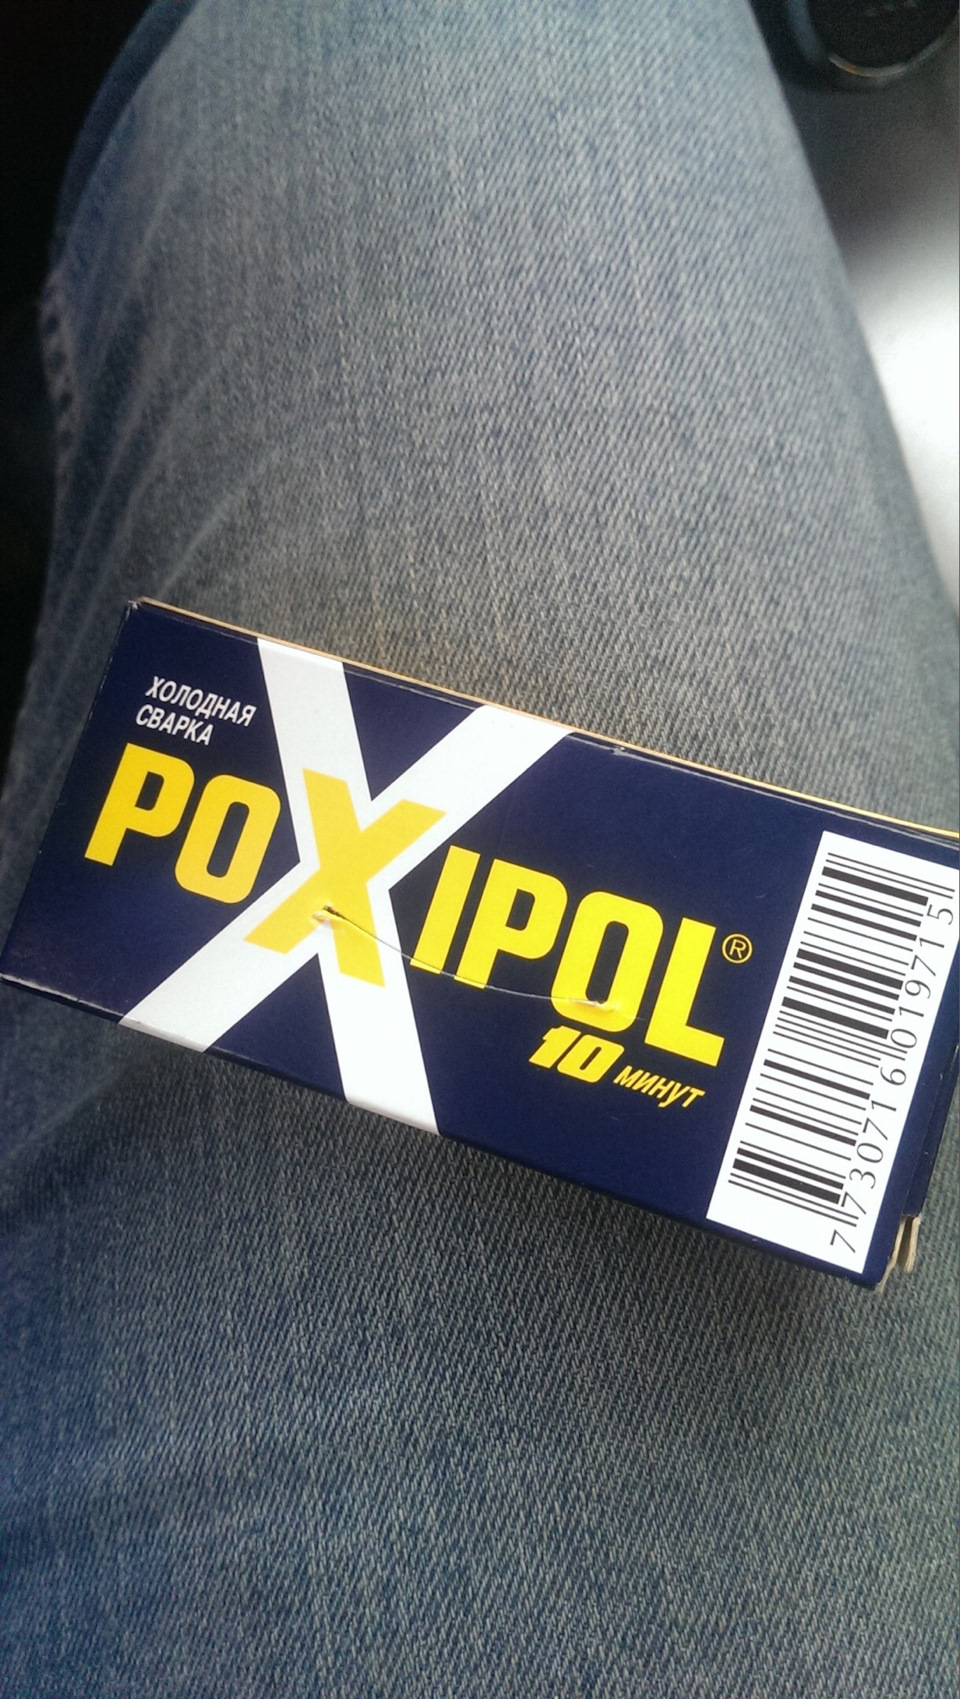 ХОЛОДНАЯ
СВАРКА
POXIPOL®
10 минут
7 730716 019715